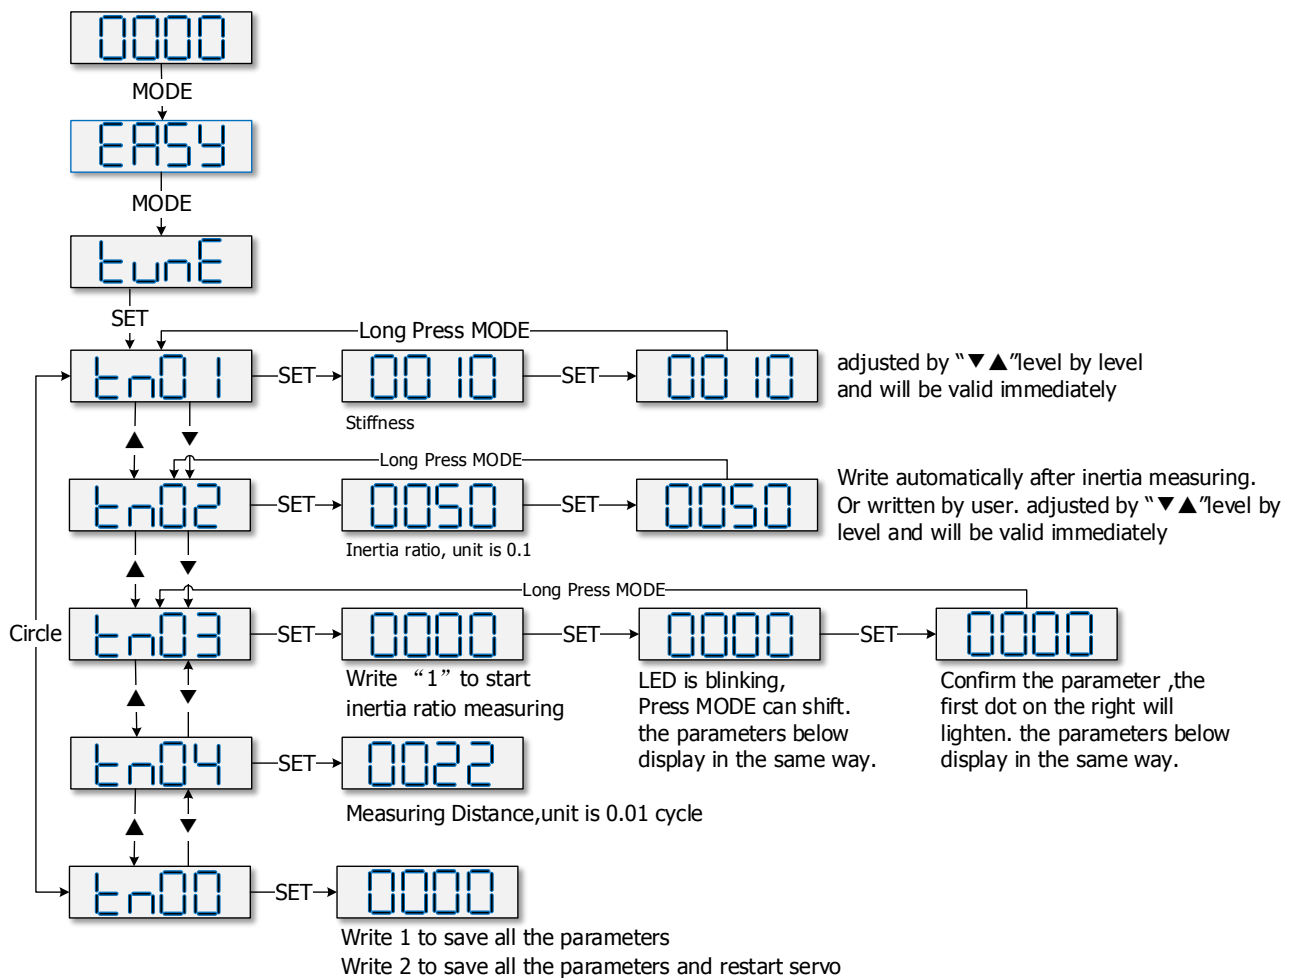 0000
MODE
EASY
MODE
tunE
SET
Long Press MODE
tn01
SET
0010
SET
0010
adjusted by “▼▲”level by level
and will be valid immediately
Stiffness
▲
▼
Long Press MODE
tn02
SET
0050
SET
0050
Write automatically after inertia measuring.
Or written by user. adjusted by “▼▲”level by
level and will be valid immediately
Inertia ratio, unit is 0.1
▲
▼
Long Press MODE
Circle
tn03
SET
0000
SET
0000
SET
0000
Write “1” to start
inertia ratio measuring
LED is blinking,
Press MODE can shift.
the parameters below
display in the same way.
Confirm the parameter ,the
first dot on the right will
lighten. the parameters below
display in the same way.
▲
▼
tn04
SET
0022
Measuring Distance,unit is 0.01 cycle
▲
▼
tn00
SET
0000
Write 1 to save all the parameters
Write 2 to save all the parameters and restart servo